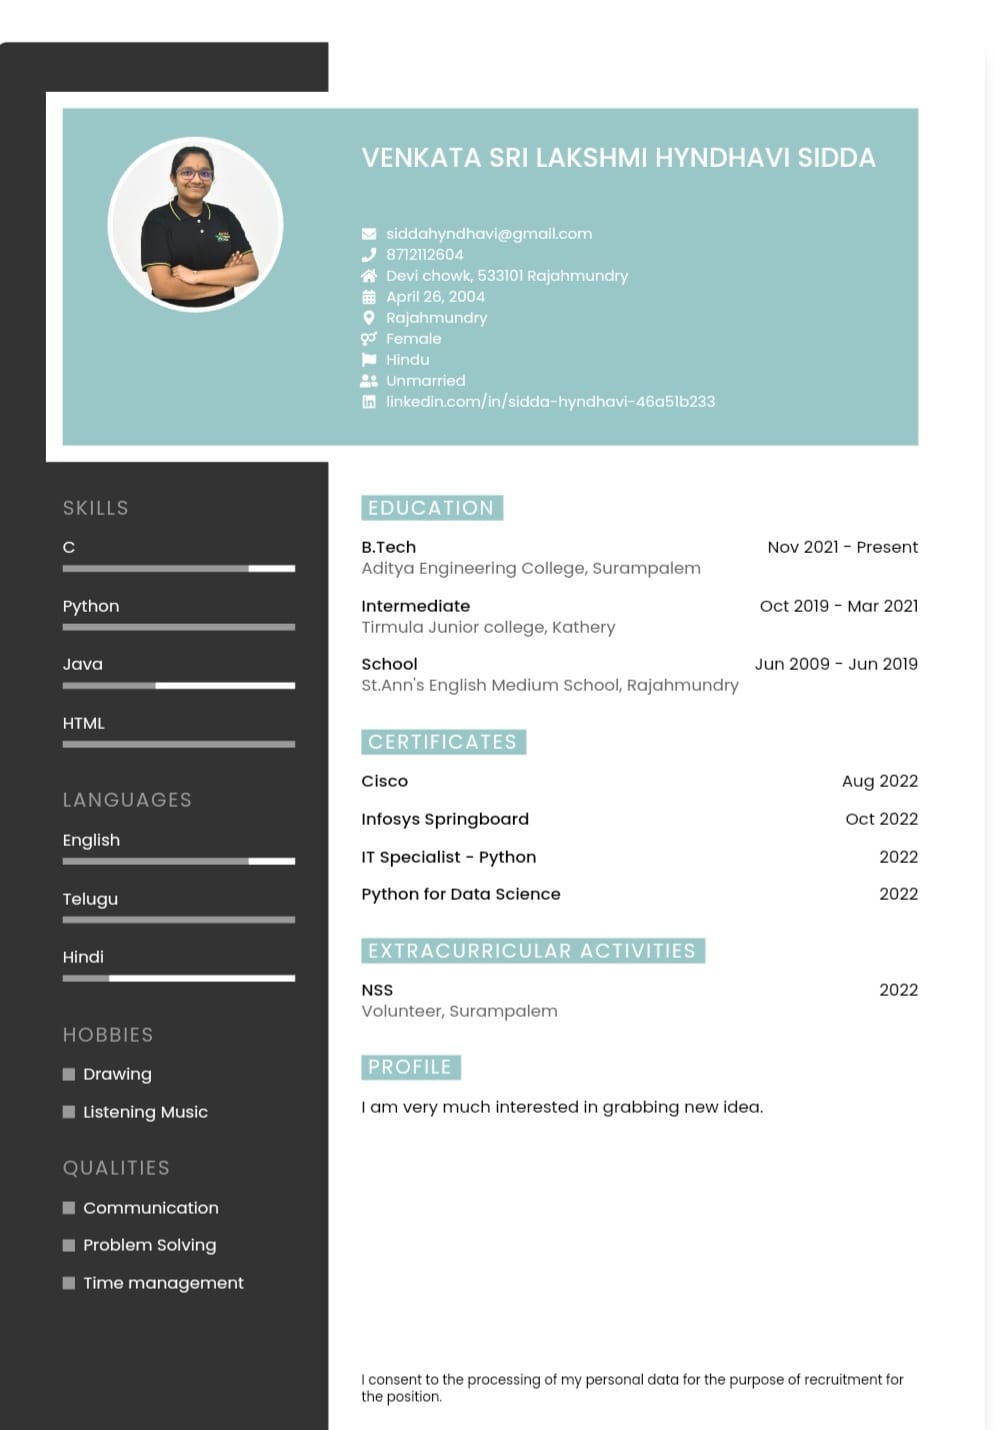 VENKATA SRI LAKSHMI HYNDHAVI SIDDA
siddahyndhavi@gmail.com
8712112604
Devi chowk, 533101 Rajahmundry
April 26, 2004
Rajahmundry
Female
Hindu
Unmarried
linkedin.com/in/sidda-hyndhavi-46a51b233
SKILLS
C
Python
Java
HTML
LANGUAGES
English
Telugu
Hindi
HOBBIES
Drawing
Listening Music
QUALITIES
Communication
Problem Solving
Time management
EDUCATION
B.Tech Nov 2021 - Present
Aditya Engineering College, Surampalem
Intermediate Oct 2019 - Mar 2021
Tirmula Junior college, Kathery
School Jun 2009 - Jun 2019
St.Ann's English Medium School, Rajahmundry
CERTIFICATES
Cisco Aug 2022
Infosys Springboard Oct 2022
IT Specialist - Python 2022
Python for Data Science 2022
EXTRACURRICULAR ACTIVITIES
NSS 2022
Volunteer, Surampalem
PROFILE
I am very much interested in grabbing new idea.
I consent to the processing of my personal data for the purpose of recruitment for
the position.